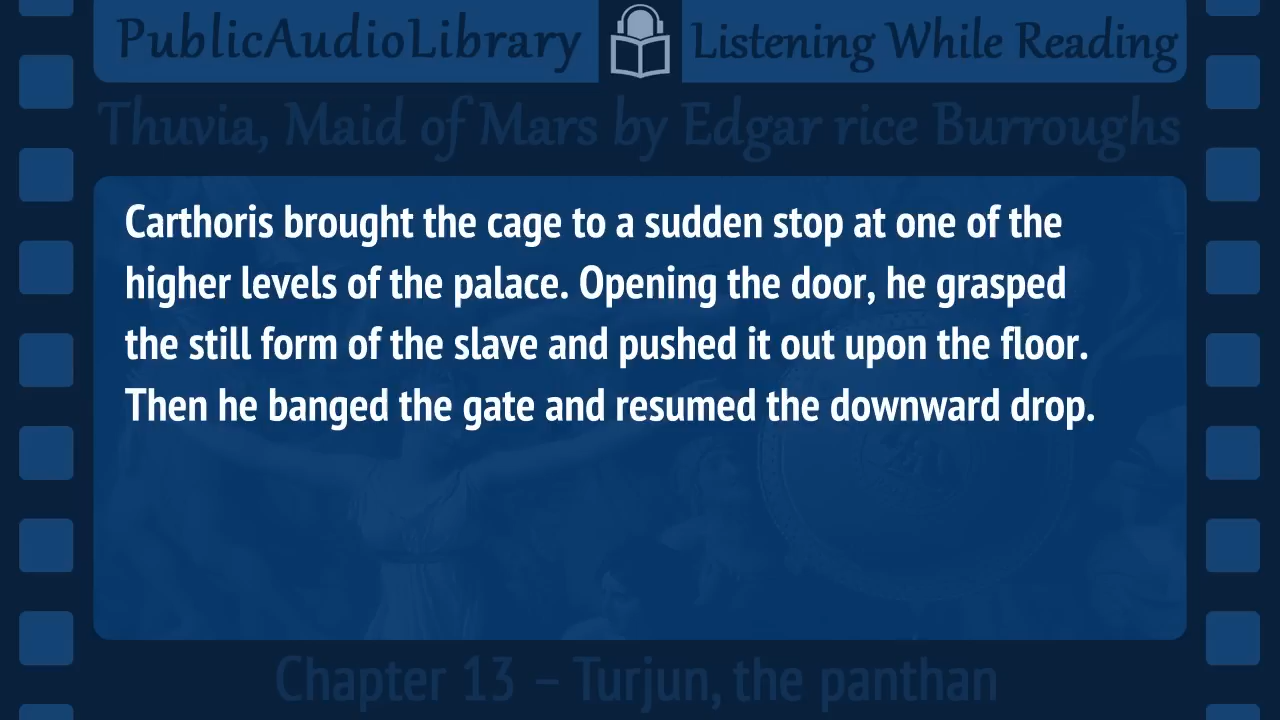 PublicAudioLibrary Listening While Reading
Thuvia, Maid of Mars by Edgar rice Burroughs
Carthoris brought the cage to a sudden stop at one of the
higher levels of the palace. Opening the door, he grasped
the still form of the slave and pushed it out upon the floor.
Then he banged the gate and resumed the downward drop.
Chapter 13 – Turjun, the panthan